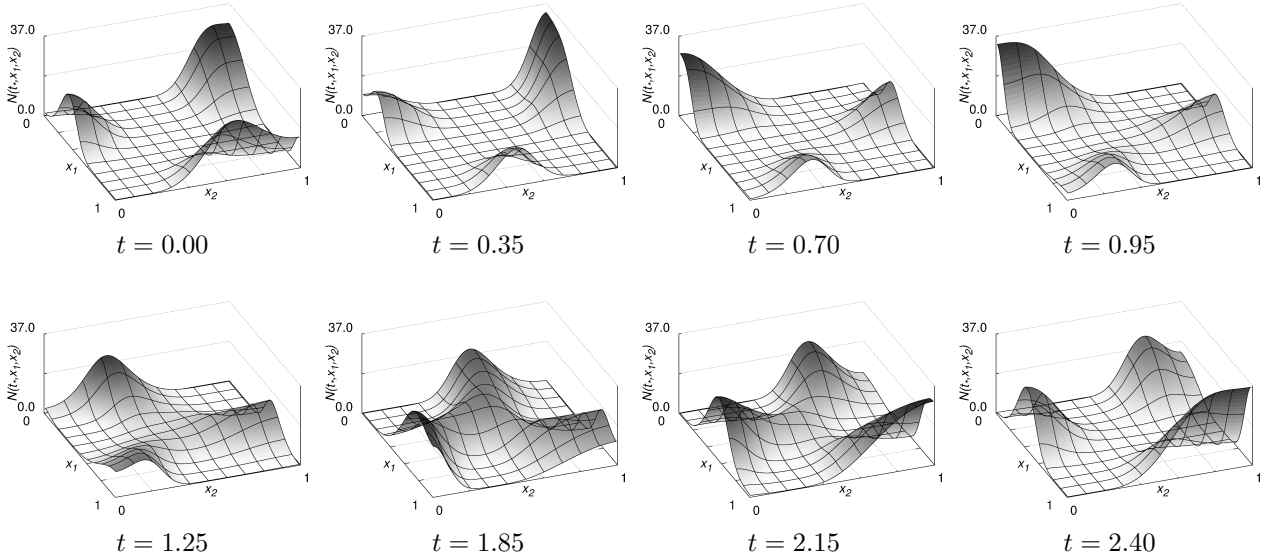 N(t*,x1,x2) 37.0 0.0 0 x1 1 0 x2 1
t = 0.00
N(t*,x1,x2) 37.0 0.0 0 x1 1 0 x2 1
t = 0.35
N(t*,x1,x2) 37.0 0.0 0 x1 1 0 x2 1
t = 0.70
N(t*,x1,x2) 37.0 0.0 0 x1 1 0 x2 1
t = 0.95
N(t*,x1,x2) 37.0 0.0 0 x1 1 0 x2 1
t = 1.25
N(t*,x1,x2) 37.0 0.0 0 x1 1 0 x2 1
t = 1.85
N(t*,x1,x2) 37.0 0.0 0 x1 1 0 x2 1
t = 2.15
N(t*,x1,x2) 37.0 0.0 0 x1 1 0 x2 1
t = 2.40